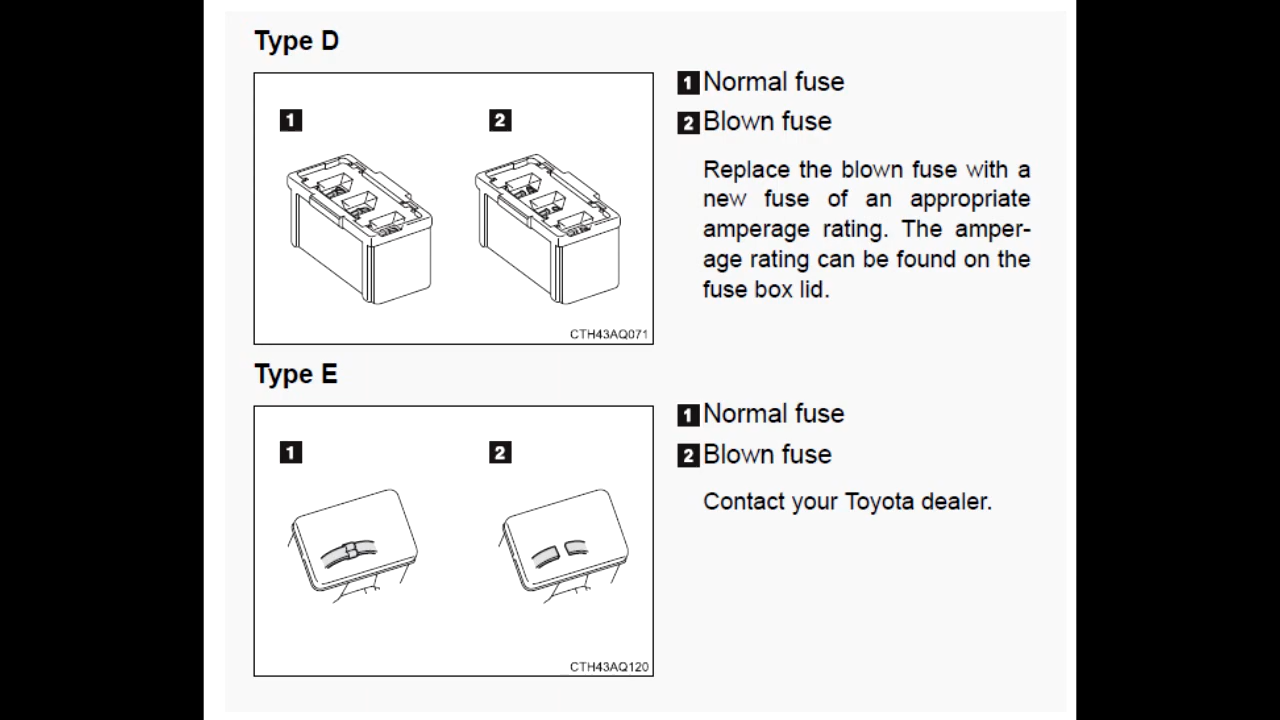 Type D
1 2
CTH43AQ071
1 Normal fuse
2 Blown fuse
Replace the blown fuse with a
new fuse of an appropriate
amperage rating. The amper-
age rating can be found on the
fuse box lid.
Type E
1 2
CTH43AQ120
1 Normal fuse
2 Blown fuse
Contact your Toyota dealer.